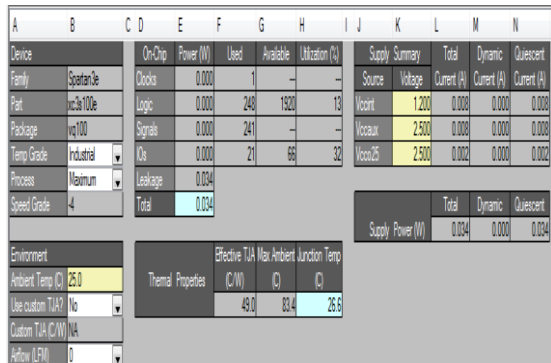 A B C D E F G H I J K L M N
Device On-Chip Power (W) Used Available Utilization (%) Supply Summary Total Dynamic Quiescent
Family Spartan3e Clocks 0.000 1 -- -- Source Voltage Current (A) Current (A) Current (A)
Part xc3s100e Logic 0.000 248 1920 13 Vccint 1.200 0.008 0.000 0.008
Package vq100 Signals 0.000 241 -- -- Vccaux 2.500 0.008 0.000 0.008
Temp Grade Industrial IOs 0.000 21 66 32 Vcco25 2.500 0.002 0.000 0.002
Process Maximum Leakage 0.034
Speed Grade -4 Total 0.034 Total Dynamic Quiescent
Supply Power (W) 0.034 0.000 0.034
Environment Effective TJA Max Ambient Junction Temp
Ambient Temp (C) 25.0 Thermal Properties (C/W) (C) (C)
Use custom TJA? No 49.0 83.4 26.6
Custom TJA (C/W) NA
Airflow (LFM) 0